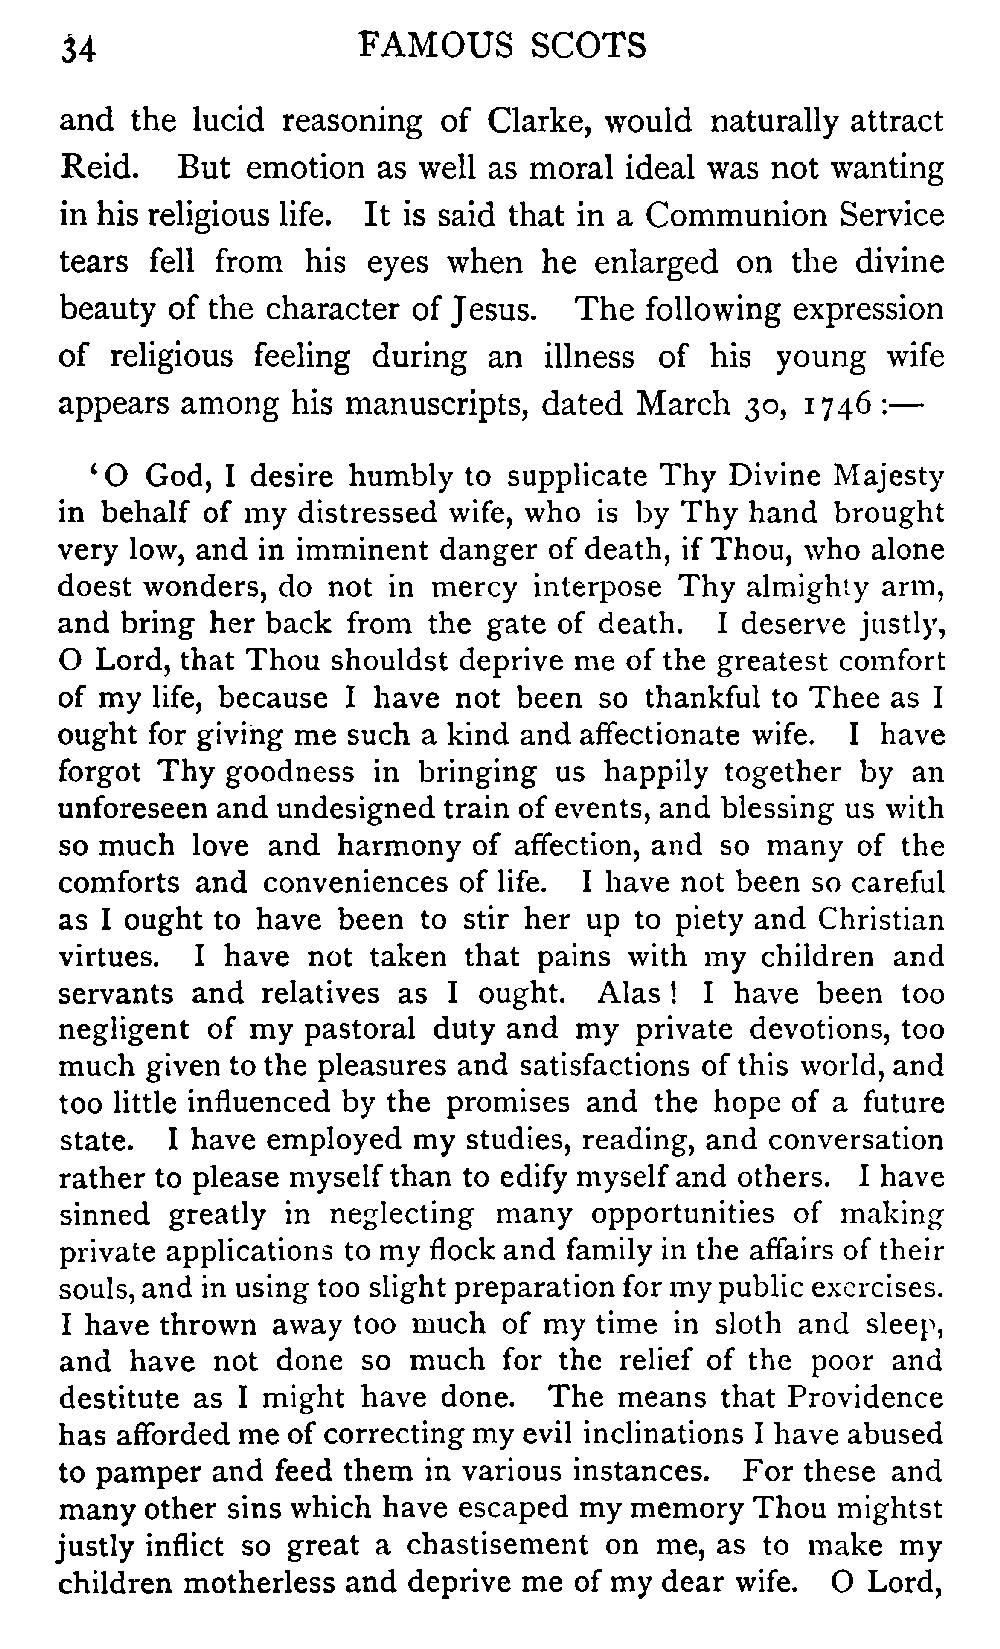 34 FAMOUS SCOTS
and the lucid reasoning of Clarke, would naturally attract
Reid. But emotion as well as moral ideal was not wanting
in his religious life. It is said that in a Communion Service
tears fell from his eyes when he enlarged on the divine
beauty of the character of Jesus. The following expression
of religious feeling during an illness of his young wife
appears among his manuscripts, dated March 30, 1746 :—
‘O God, I desire humbly to supplicate Thy Divine Majesty
in behalf of my distressed wife, who is by Thy hand brought
very low, and in imminent danger of death, if Thou, who alone
doest wonders, do not in mercy interpose Thy almighty arm,
and bring her back from the gate of death. I deserve justly,
O Lord, that Thou shouldst deprive me of the greatest comfort
of my life, because I have not been so thankful to Thee as I
ought for giving me such a kind and affectionate wife. I have
forgot Thy goodness in bringing us happily together by an
unforeseen and undesigned train of events, and blessing us with
so much love and harmony of affection, and so many of the
comforts and conveniences of life. I have not been so careful
as I ought to have been to stir her up to piety and Christian
virtues. I have not taken that pains with my children and
servants and relatives as I ought. Alas! I have been too
negligent of my pastoral duty and my private devotions, too
much given to the pleasures and satisfactions of this world, and
too little influenced by the promises and the hope of a future
state. I have employed my studies, reading, and conversation
rather to please myself than to edify myself and others. I have
sinned greatly in neglecting many opportunities of making
private applications to my flock and family in the affairs of their
souls, and in using too slight preparation for my public exercises.
I have thrown away too much of my time in sloth and sleep,
and have not done so much for the relief of the poor and
destitute as I might have done. The means that Providence
has afforded me of correcting my evil inclinations I have abused
to pamper and feed them in various instances. For these and
many other sins which have escaped my memory Thou mightst
justly inflict so great a chastisement on me, as to make my
children motherless and deprive me of my dear wife. O Lord,